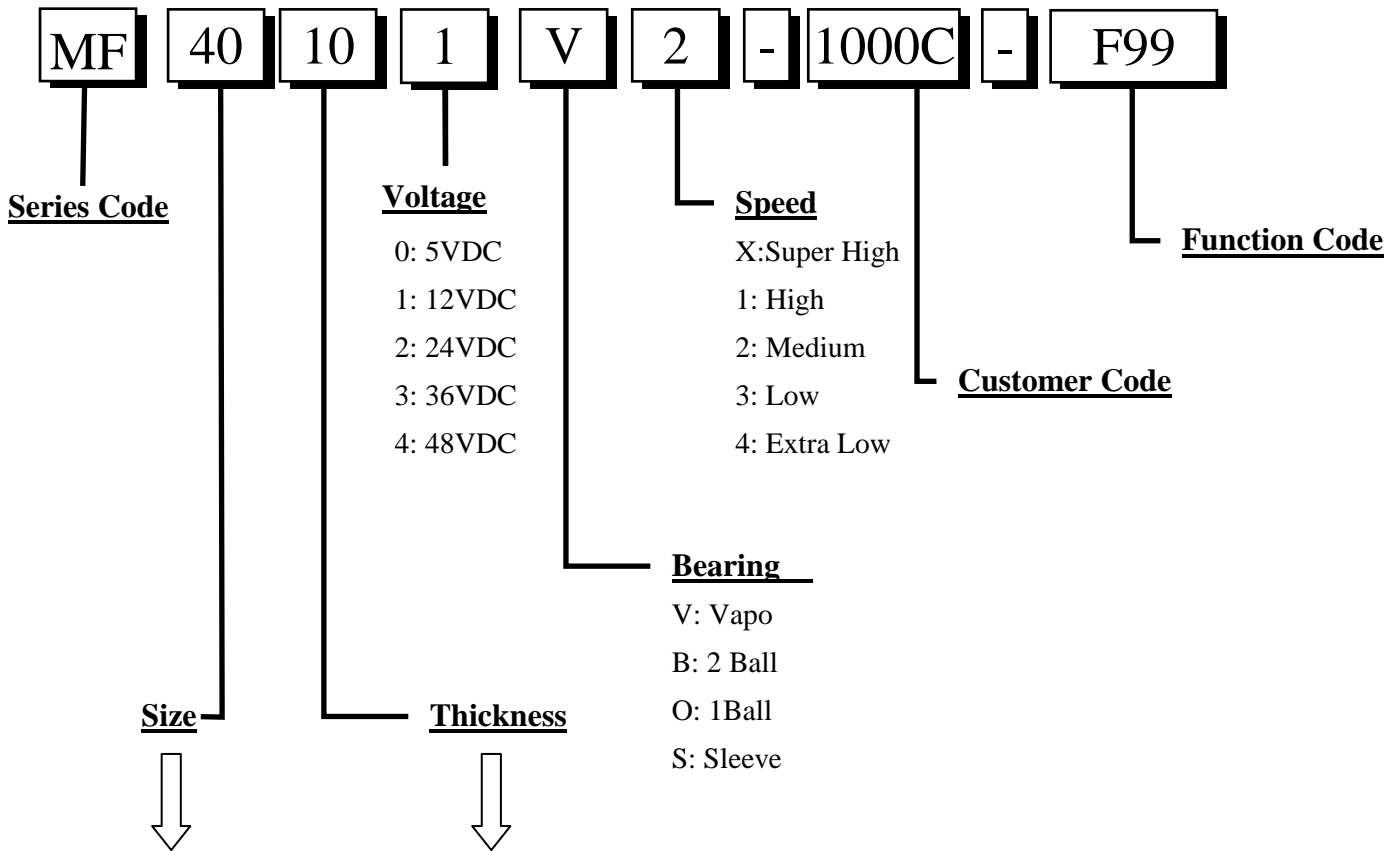 MF 40 10 1 V 2 - 1000C - F99
Series Code
Voltage
0: 5VDC
1: 12VDC
2: 24VDC
3: 36VDC
4: 48VDC
Speed
X:Super High
1: High
2: Medium
3: Low
4: Extra Low
Function Code
Customer Code
Bearing
V: Vapo
B: 2 Ball
O: 1Ball
S: Sleeve
Size
Thickness